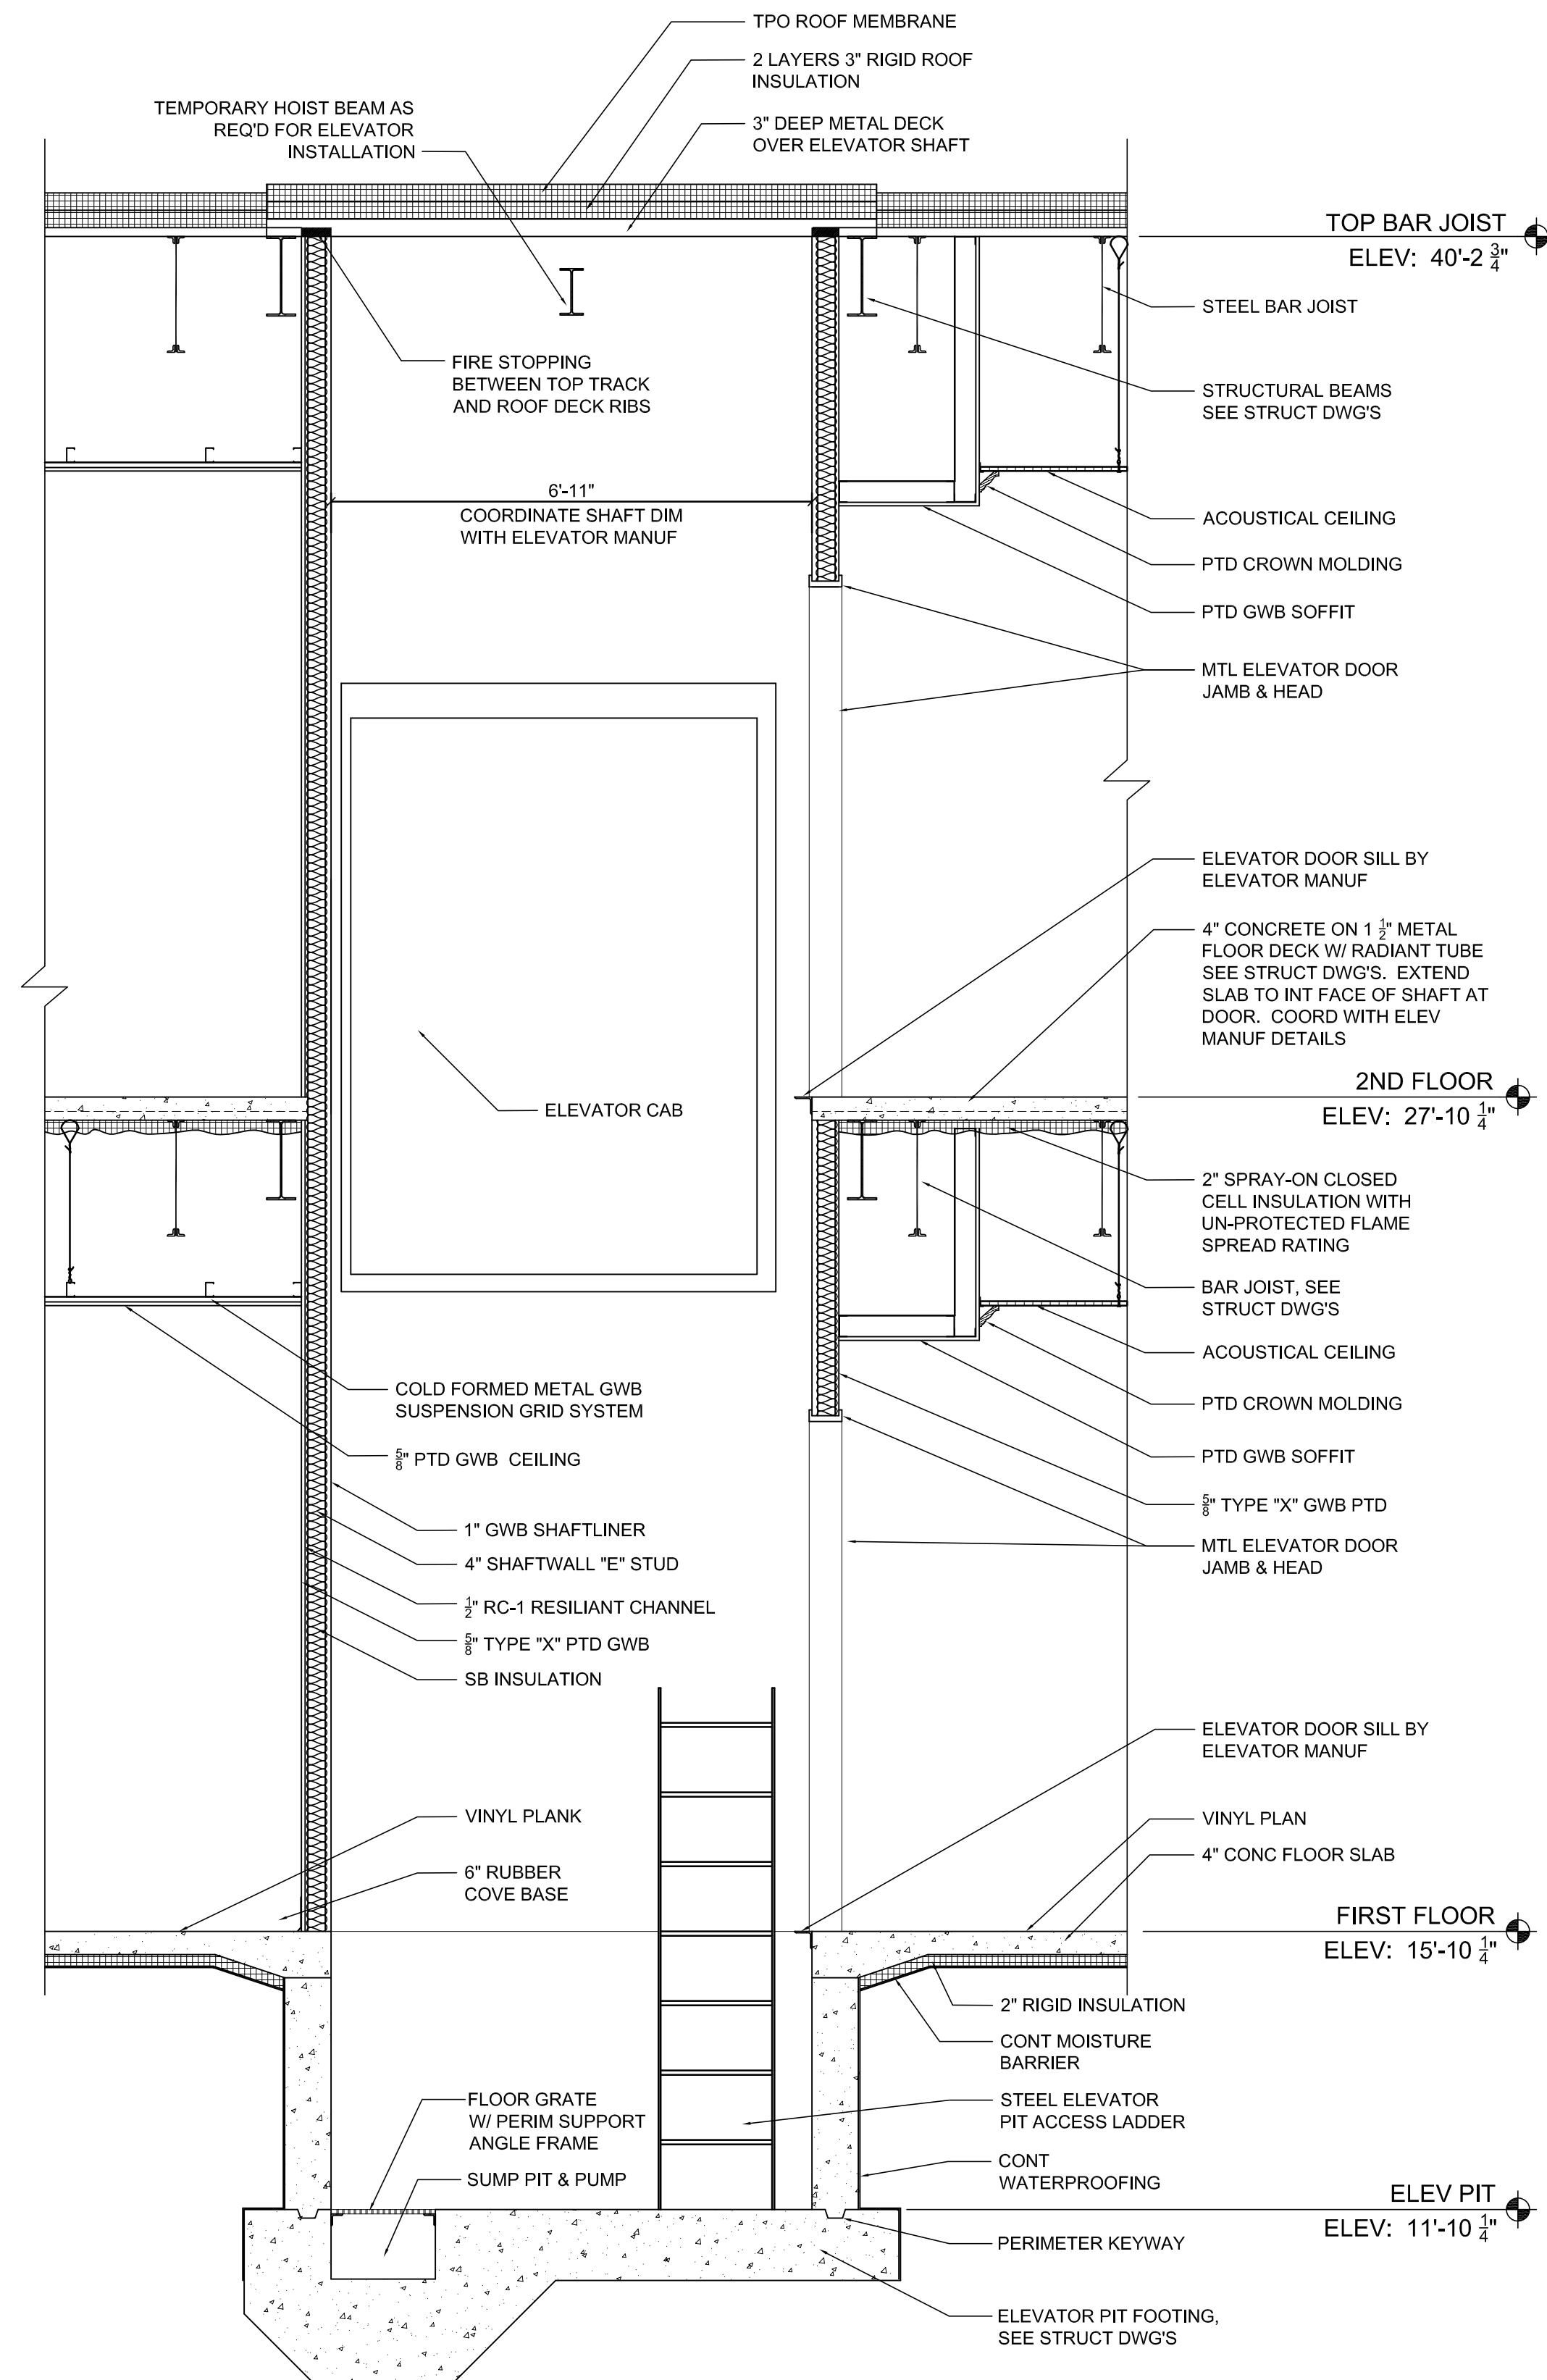 TPO ROOF MEMBRANE
2 LAYERS 3" RIGID ROOF
INSULATION
TEMPORARY HOIST BEAM AS
REQ'D FOR ELEVATOR
INSTALLATION
3" DEEP METAL DECK
OVER ELEVATOR SHAFT
TOP BAR JOIST
ELEV: 40'-2 3/4"
STEEL BAR JOIST
FIRE STOPPING
BETWEEN TOP TRACK
AND ROOF DECK RIBS
STRUCTURAL BEAMS
SEE STRUCT DWG'S
6'-11"
COORDINATE SHAFT DIM
WITH ELEVATOR MANUF
ACOUSTICAL CEILING
PTD CROWN MOLDING
PTD GWB SOFFIT
MTL ELEVATOR DOOR
JAMB & HEAD
ELEVATOR DOOR SILL BY
ELEVATOR MANUF
4" CONCRETE ON 1 1/2" METAL
FLOOR DECK W/ RADIANT TUBE
SEE STRUCT DWG'S. EXTEND
SLAB TO INT FACE OF SHAFT AT
DOOR. COORD WITH ELEV
MANUF DETAILS
2ND FLOOR
ELEV: 27'-10 1/4"
ELEVATOR CAB
2" SPRAY-ON CLOSED
CELL INSULATION WITH
UN-PROTECTED FLAME
SPREAD RATING
BAR JOIST, SEE
STRUCT DWG'S
ACOUSTICAL CEILING
COLD FORMED METAL GWB
SUSPENSION GRID SYSTEM
PTD CROWN MOLDING
5/8" PTD GWB CEILING
PTD GWB SOFFIT
5/8" TYPE "X" GWB PTD
1" GWB SHAFTLINER
MTL ELEVATOR DOOR
JAMB & HEAD
4" SHAFTWALL "E" STUD
1/2" RC-1 RESILIANT CHANNEL
5/8" TYPE "X" PTD GWB
SB INSULATION
ELEVATOR DOOR SILL BY
ELEVATOR MANUF
VINYL PLANK
VINYL PLAN
6" RUBBER
COVE BASE
4" CONC FLOOR SLAB
FIRST FLOOR
ELEV: 15'-10 1/4"
2" RIGID INSULATION
CONT MOISTURE
BARRIER
FLOOR GRATE
W/ PERIM SUPPORT
ANGLE FRAME
STEEL ELEVATOR
PIT ACCESS LADDER
SUMP PIT & PUMP
CONT
WATERPROOFING
ELEV PIT
ELEV: 11'-10 1/4"
PERIMETER KEYWAY
ELEVATOR PIT FOOTING,
SEE STRUCT DWG'S